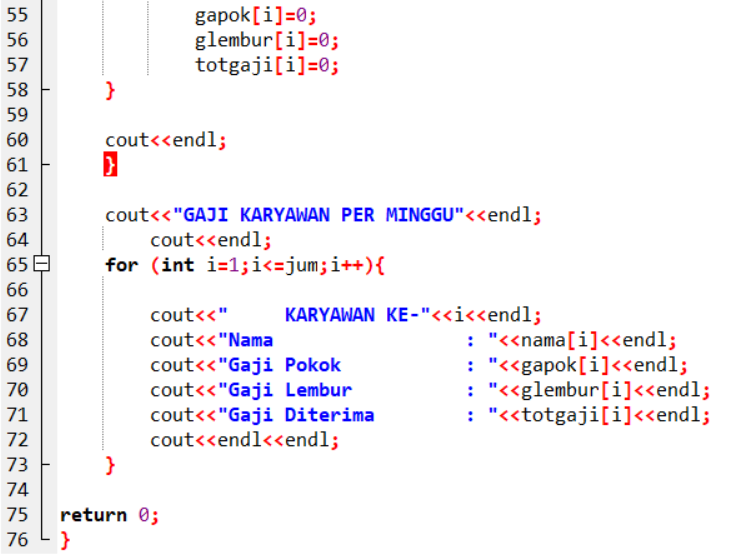 55 gapok[i]=0;
56 glembur[i]=0;
57 totgaji[i]=0;
58 }
59
60 cout<<endl;
61 }
62
63 cout<<"GAJI KARYAWAN PER MINGGU"<<endl;
64 cout<<endl;
65 for (int i=1;i<=jum;i++){
66
67 cout<<"     KARYAWAN KE-"<<i<<endl;
68 cout<<"Nama                 : "<<nama[i]<<endl;
69 cout<<"Gaji Pokok           : "<<gapok[i]<<endl;
70 cout<<"Gaji Lembur          : "<<glembur[i]<<endl;
71 cout<<"Gaji Diterima        : "<<totgaji[i]<<endl;
72 cout<<endl<<endl;
73 }
74
75 return 0;
76 }